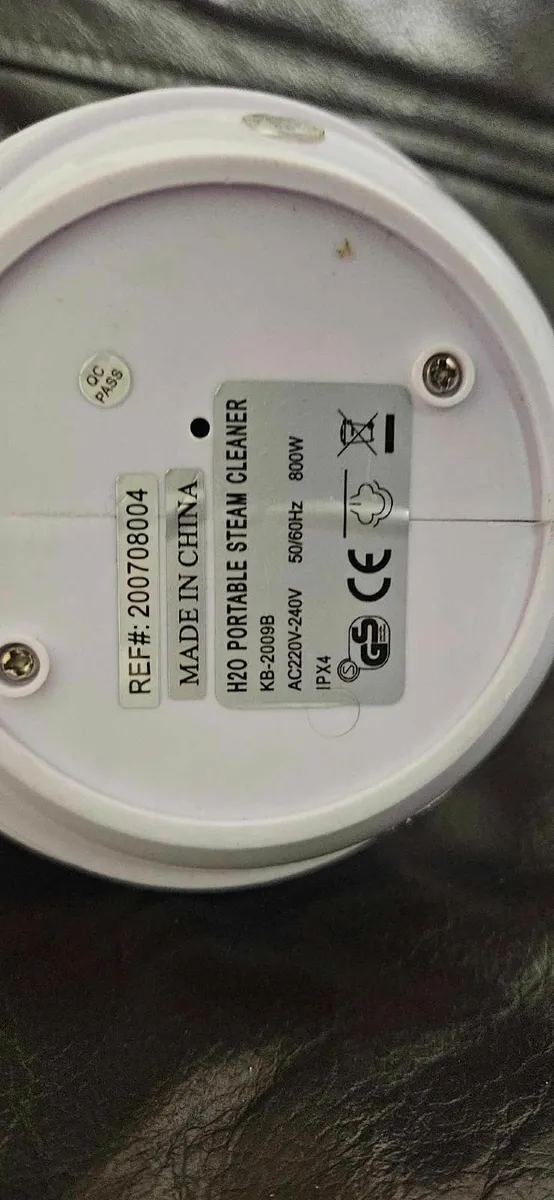 QC
PASS
REF#: 200708004
MADE IN CHINA
H2O PORTABLE STEAM CLEANER
KB-2009B
AC220V-240V 50/60Hz 800W
IPX4
S GS CE